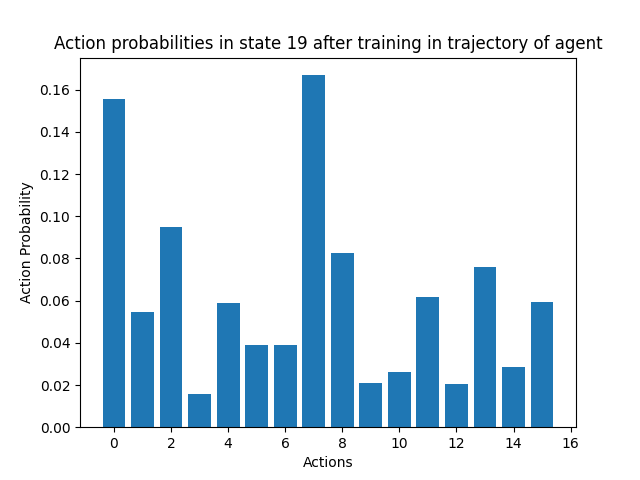 Action probabilities in state 19 after training in trajectory of agent
0.16
0.14
0.12
0.10
0.08
0.06
0.04
0.02
0.00
Action Probability
0 2 4 6 8 10 12 14 16
Actions